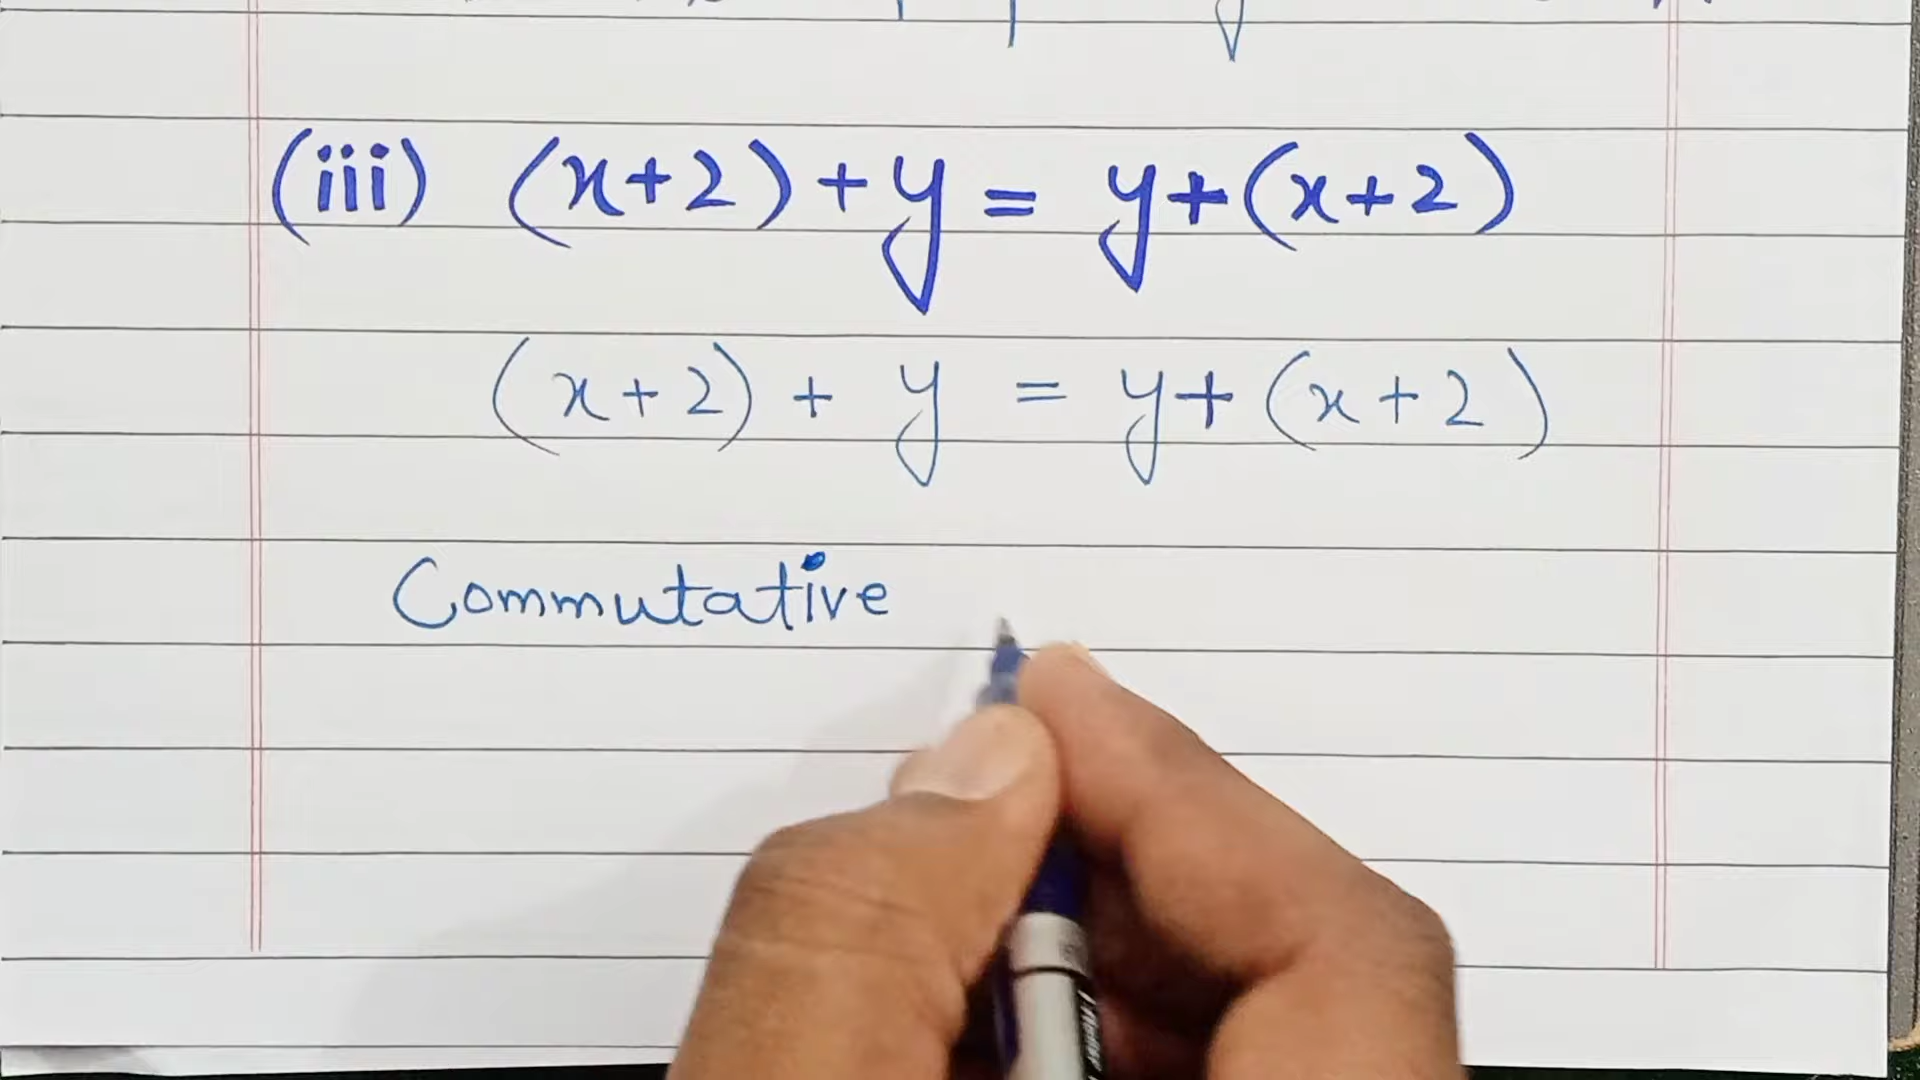 (iii) (x+2)+y = y+(x+2)
(x+2) + y = y+(x+2)
Commutative